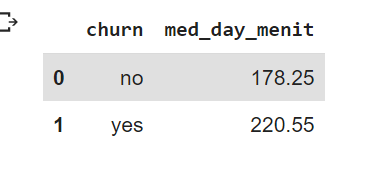 churn med_day_menit
0 no 178.25
1 yes 220.55